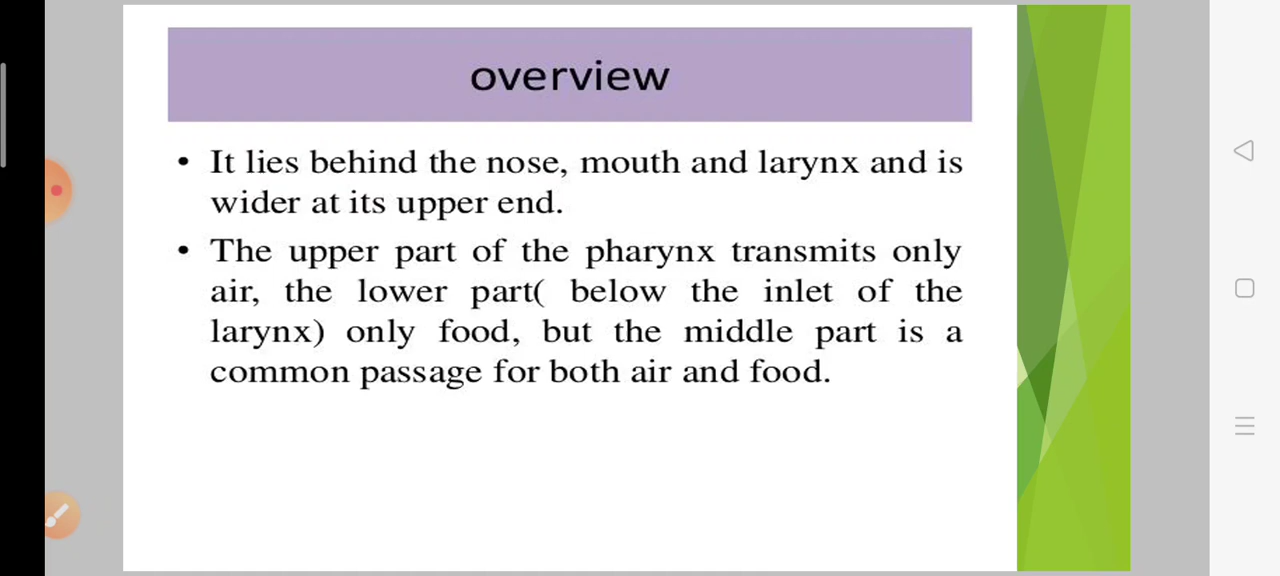 overview
• It lies behind the nose, mouth and larynx and is
wider at its upper end.
• The upper part of the pharynx transmits only
air, the lower part( below the inlet of the
larynx) only food, but the middle part is a
common passage for both air and food.